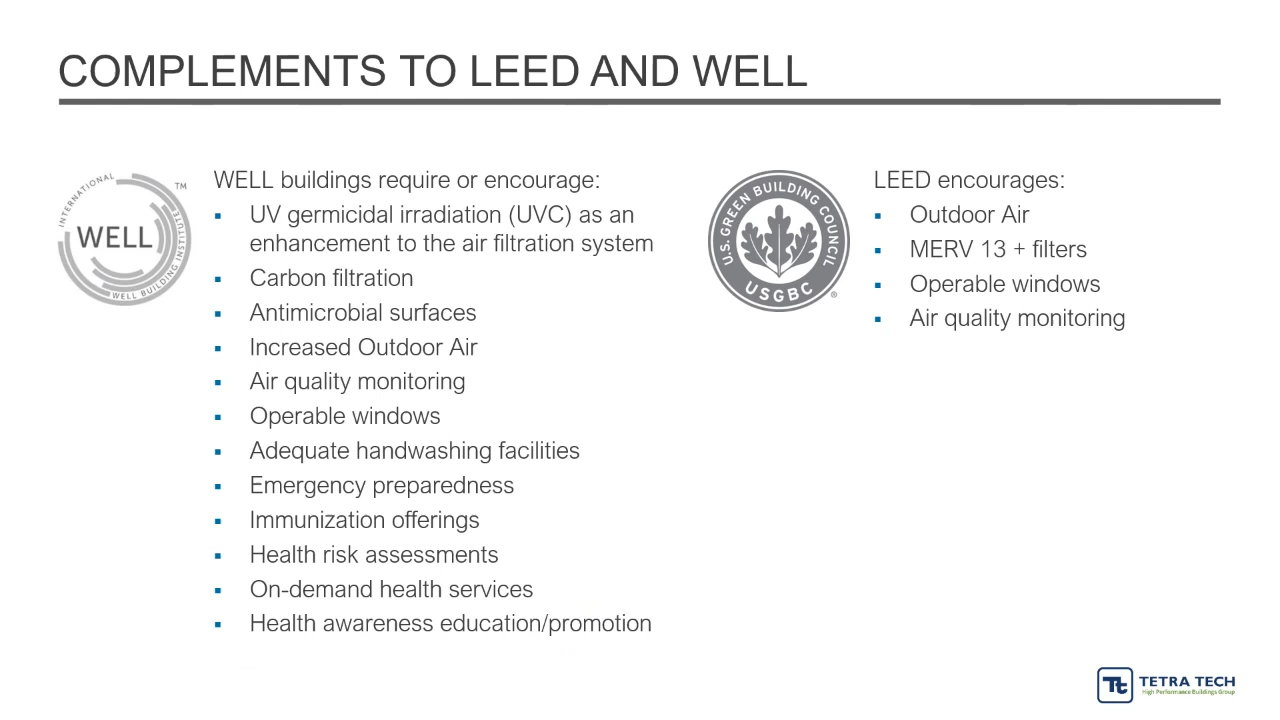 COMPLEMENTS TO LEED AND WELL
INTERNATIONAL
WELL
WELL BUILDING INSTITUTE
TM
WELL buildings require or encourage:
▪ UV germicidal irradiation (UVC) as an
enhancement to the air filtration system
▪ Carbon filtration
▪ Antimicrobial surfaces
▪ Increased Outdoor Air
▪ Air quality monitoring
▪ Operable windows
▪ Adequate handwashing facilities
▪ Emergency preparedness
▪ Immunization offerings
▪ Health risk assessments
▪ On-demand health services
▪ Health awareness education/promotion
U.S. GREEN BUILDING COUNCIL
USGBC
®
LEED encourages:
▪ Outdoor Air
▪ MERV 13 + filters
▪ Operable windows
▪ Air quality monitoring
Tt
TETRA TECH
High Performance Buildings Group